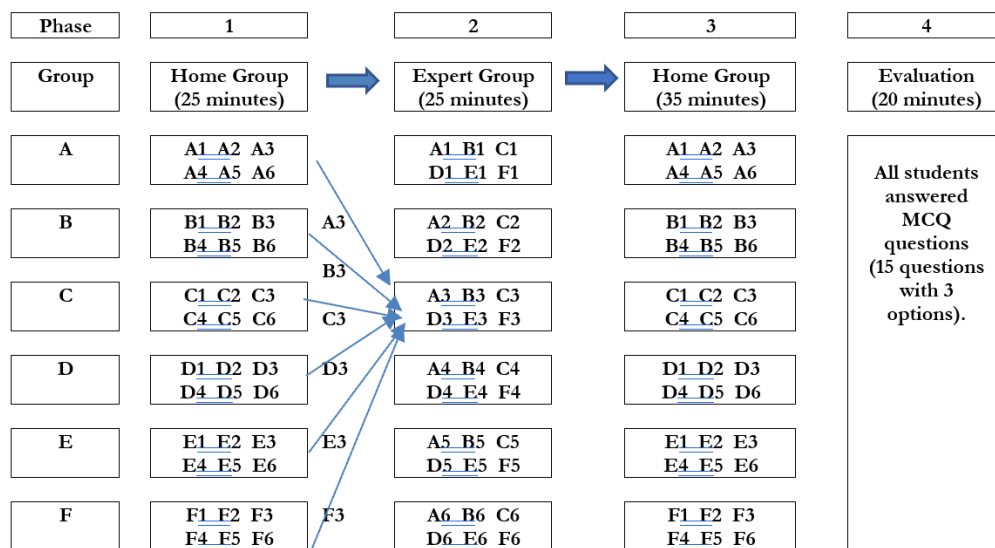 Phase 1 2 3 4
Group Home Group Expert Group Home Group Evaluation
(25 minutes) (25 minutes) (35 minutes) (20 minutes)
A A1 A2 A3 A1 B1 C1 A1 A2 A3
A4 A5 A6 D1 E1 F1 A4 A5 A6
All students
answered
MCQ
questions
(15 questions
with 3
options).
B B1 B2 B3 A3 A2 B2 C2 B1 B2 B3
B4 B5 B6 D2 E2 F2 B4 B5 B6
B3
C C1 C2 C3 A3 B3 C3 C1 C2 C3
C4 C5 C6 C3 D3 E3 F3 C4 C5 C6
D D1 D2 D3 D3 A4 B4 C4 D1 D2 D3
D4 D5 D6 D4 E4 F4 D4 D5 D6
E E1 E2 E3 E3 A5 B5 C5 E1 E2 E3
E4 E5 E6 D5 E5 F5 E4 E5 E6
F F1 F2 F3 F3 A6 B6 C6 F1 F2 F3
F4 F5 F6 D6 E6 F6 F4 F5 F6